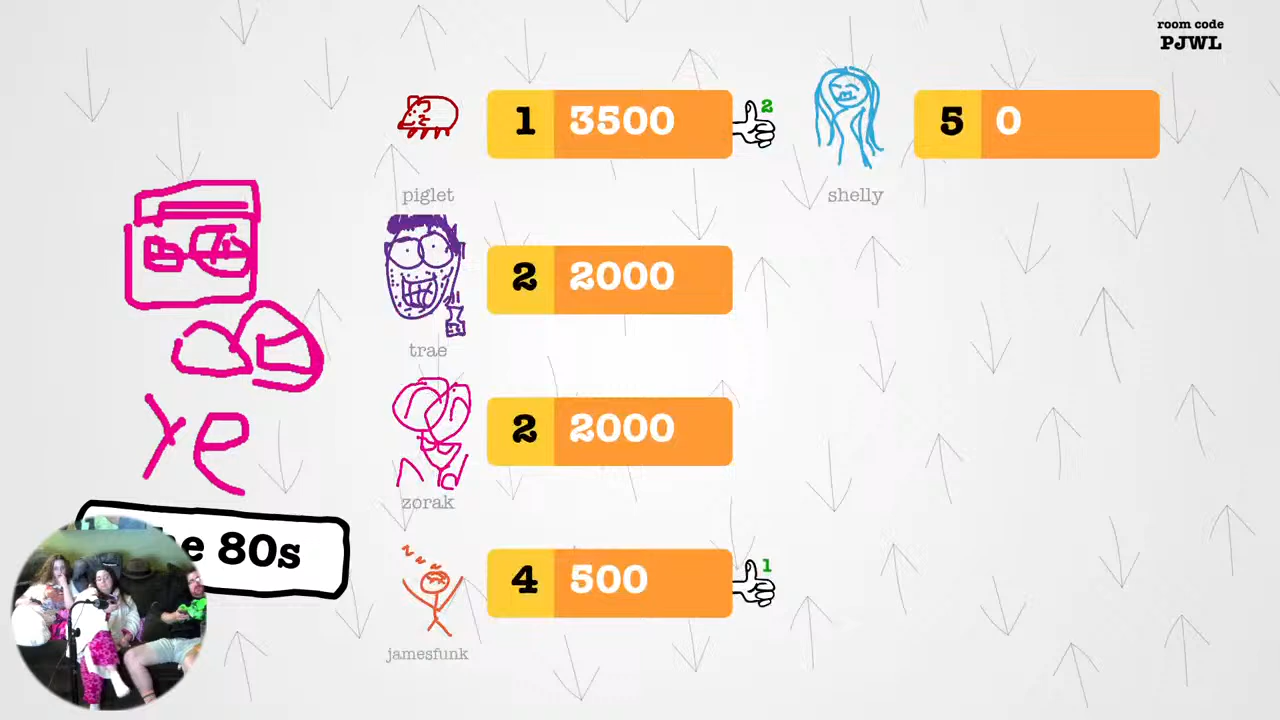 room code
PJWL
1 3500 2
piglet
2 2000
trae
2 2000
zorak
4 500 1
jamesfunk
5 0
shelly
ye
80s